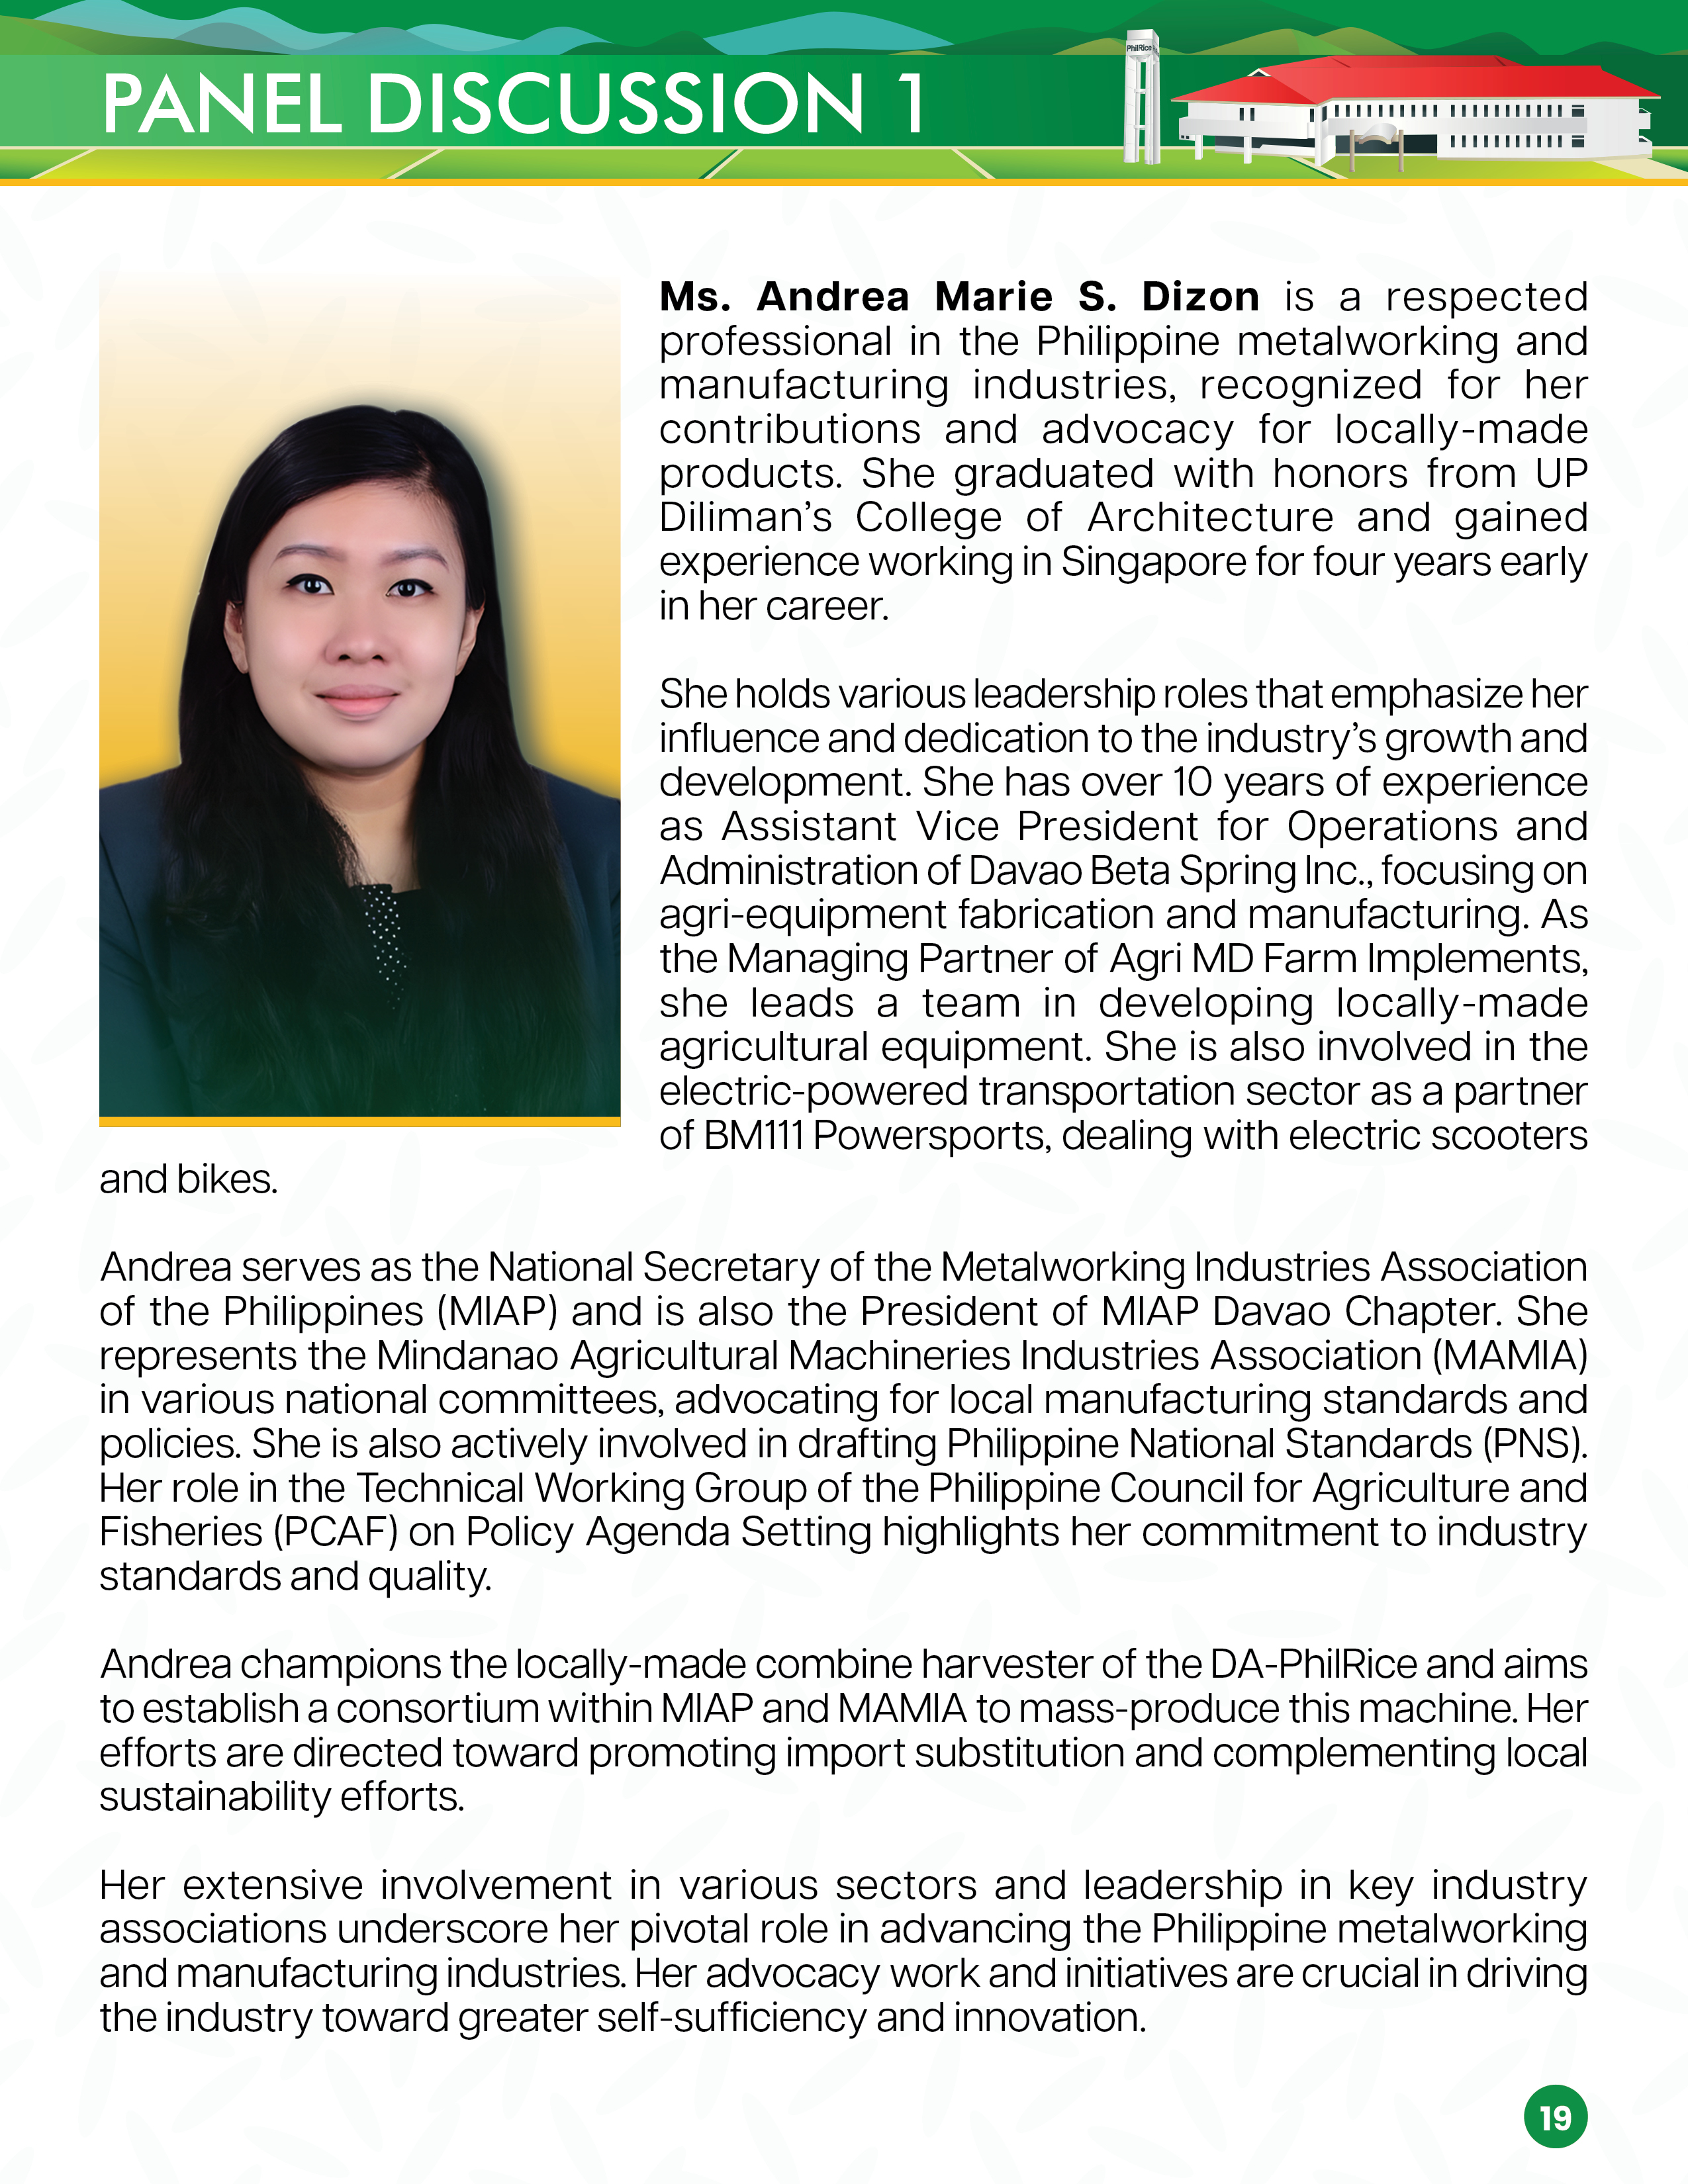 PhilRice
PANEL DISCUSSION 1
Ms. Andrea Marie S. Dizon is a respected
professional in the Philippine metalworking and
manufacturing industries, recognized for her
contributions and advocacy for locally-made
products. She graduated with honors from UP
Diliman’s College of Architecture and gained
experience working in Singapore for four years early
in her career.
She holds various leadership roles that emphasize her
influence and dedication to the industry’s growth and
development. She has over 10 years of experience
as Assistant Vice President for Operations and
Administration of Davao Beta Spring Inc., focusing on
agri-equipment fabrication and manufacturing. As
the Managing Partner of Agri MD Farm Implements,
she leads a team in developing locally-made
agricultural equipment. She is also involved in the
electric-powered transportation sector as a partner
of BM111 Powersports, dealing with electric scooters
and bikes.
Andrea serves as the National Secretary of the Metalworking Industries Association
of the Philippines (MIAP) and is also the President of MIAP Davao Chapter. She
represents the Mindanao Agricultural Machineries Industries Association (MAMIA)
in various national committees, advocating for local manufacturing standards and
policies. She is also actively involved in drafting Philippine National Standards (PNS).
Her role in the Technical Working Group of the Philippine Council for Agriculture and
Fisheries (PCAF) on Policy Agenda Setting highlights her commitment to industry
standards and quality.
Andrea champions the locally-made combine harvester of the DA-PhilRice and aims
to establish a consortium within MIAP and MAMIA to mass-produce this machine. Her
efforts are directed toward promoting import substitution and complementing local
sustainability efforts.
Her extensive involvement in various sectors and leadership in key industry
associations underscore her pivotal role in advancing the Philippine metalworking
and manufacturing industries. Her advocacy work and initiatives are crucial in driving
the industry toward greater self-sufficiency and innovation.
19